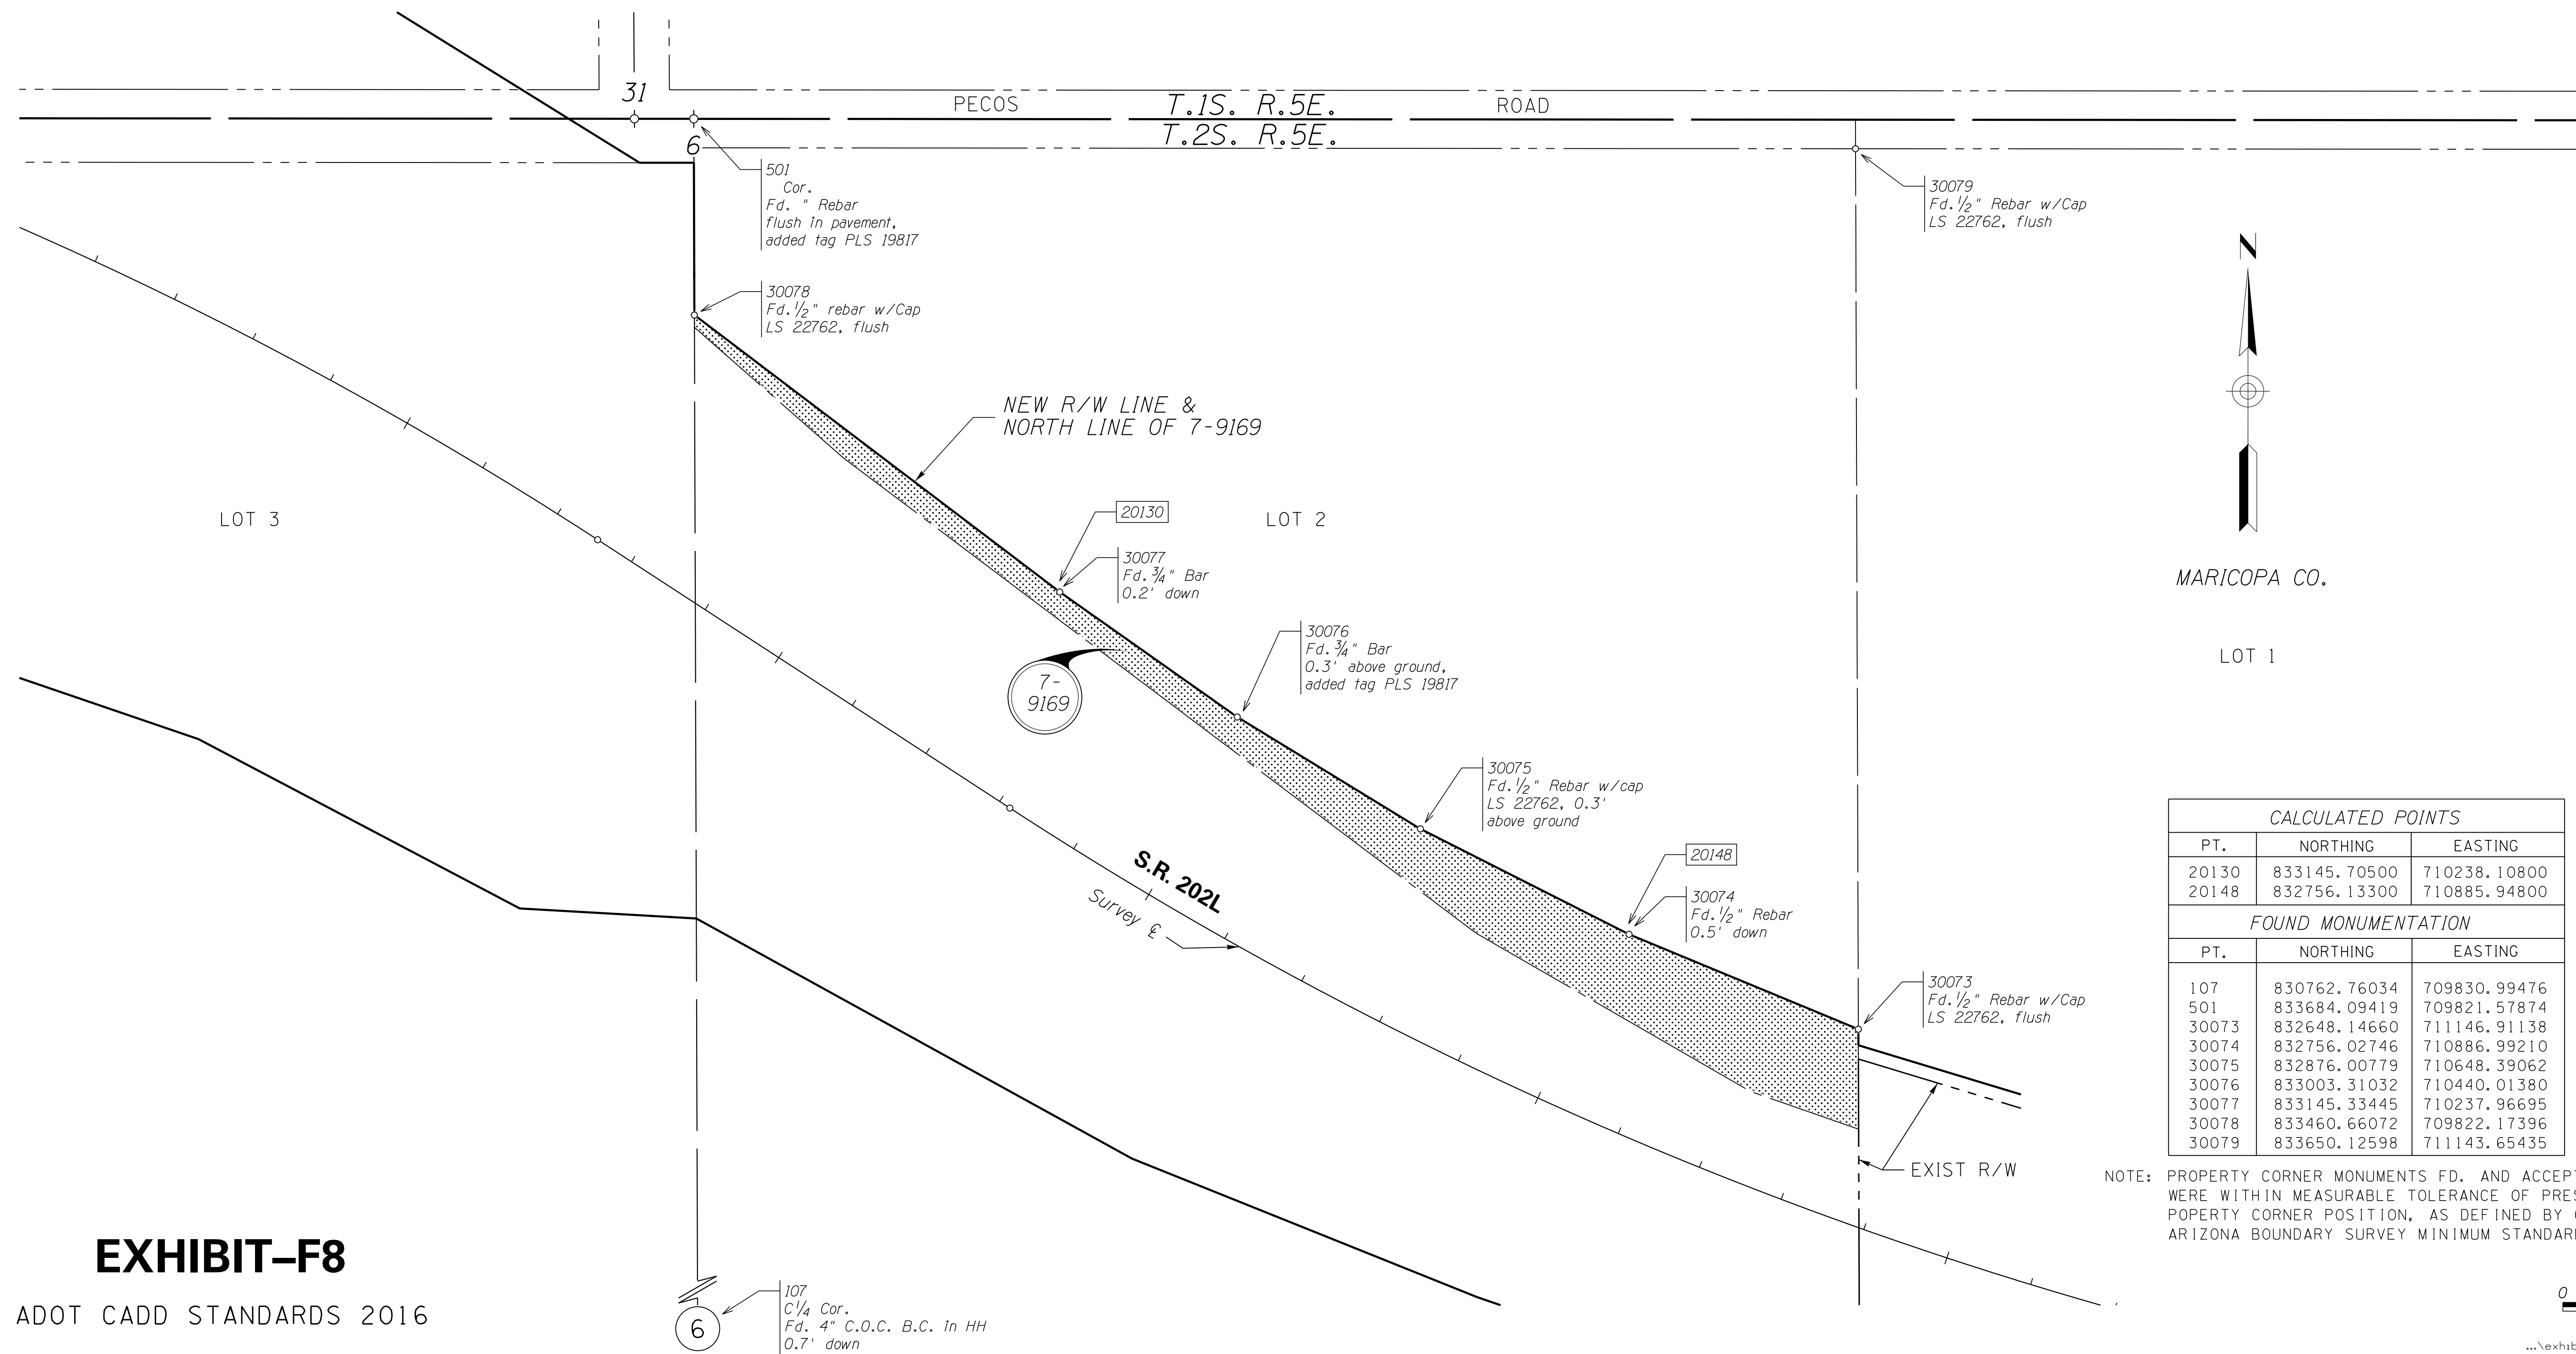 31
PECOS
T.1S. R.5E.
ROAD
T.2S. R.5E.
6
501
Cor.
Fd. " Rebar
flush in pavement,
added tag PLS 19817
30079
Fd. 1/2" Rebar w/Cap
LS 22762, flush
N
30078
Fd. 1/2" rebar w/Cap
LS 22762, flush
NEW R/W LINE &
NORTH LINE OF 7-9169
LOT 3
20130
LOT 2
30077
Fd. 3/4" Bar
0.2' down
MARICOPA CO.
30076
Fd. 3/4" Bar
0.3' above ground,
added tag PLS 19817
LOT 1
7-
9169
30075
Fd. 1/2" Rebar w/cap
LS 22762, 0.3'
above ground
20148
S.R. 202L
Survey ℄
30074
Fd. 1/2" Rebar
0.5' down
30073
Fd. 1/2" Rebar w/Cap
LS 22762, flush
EXIST R/W
CALCULATED POINTS
PT. NORTHING EASTING
20130 833145.70500 710238.10800
20148 832756.13300 710885.94800
FOUND MONUMENTATION
PT. NORTHING EASTING
107 830762.76034 709830.99476
501 833684.09419 709821.57874
30073 832648.14660 711146.91138
30074 832756.02746 710886.99210
30075 832876.00779 710648.39062
30076 833003.31032 710440.01380
30077 833145.33445 710237.96695
30078 833460.66072 709822.17396
30079 833650.12598 711143.65435
NOTE: PROPERTY CORNER MONUMENTS FD. AND ACCEP
WERE WITHIN MEASURABLE TOLERANCE OF PRES
POPERTY CORNER POSITION, AS DEFINED BY
ARIZONA BOUNDARY SURVEY MINIMUM STANDAR
EXHIBIT–F8
ADOT CADD STANDARDS 2016
107
C1/4 Cor.
Fd. 4" C.O.C. B.C. in HH
0.7' down
6
0
...\exhib